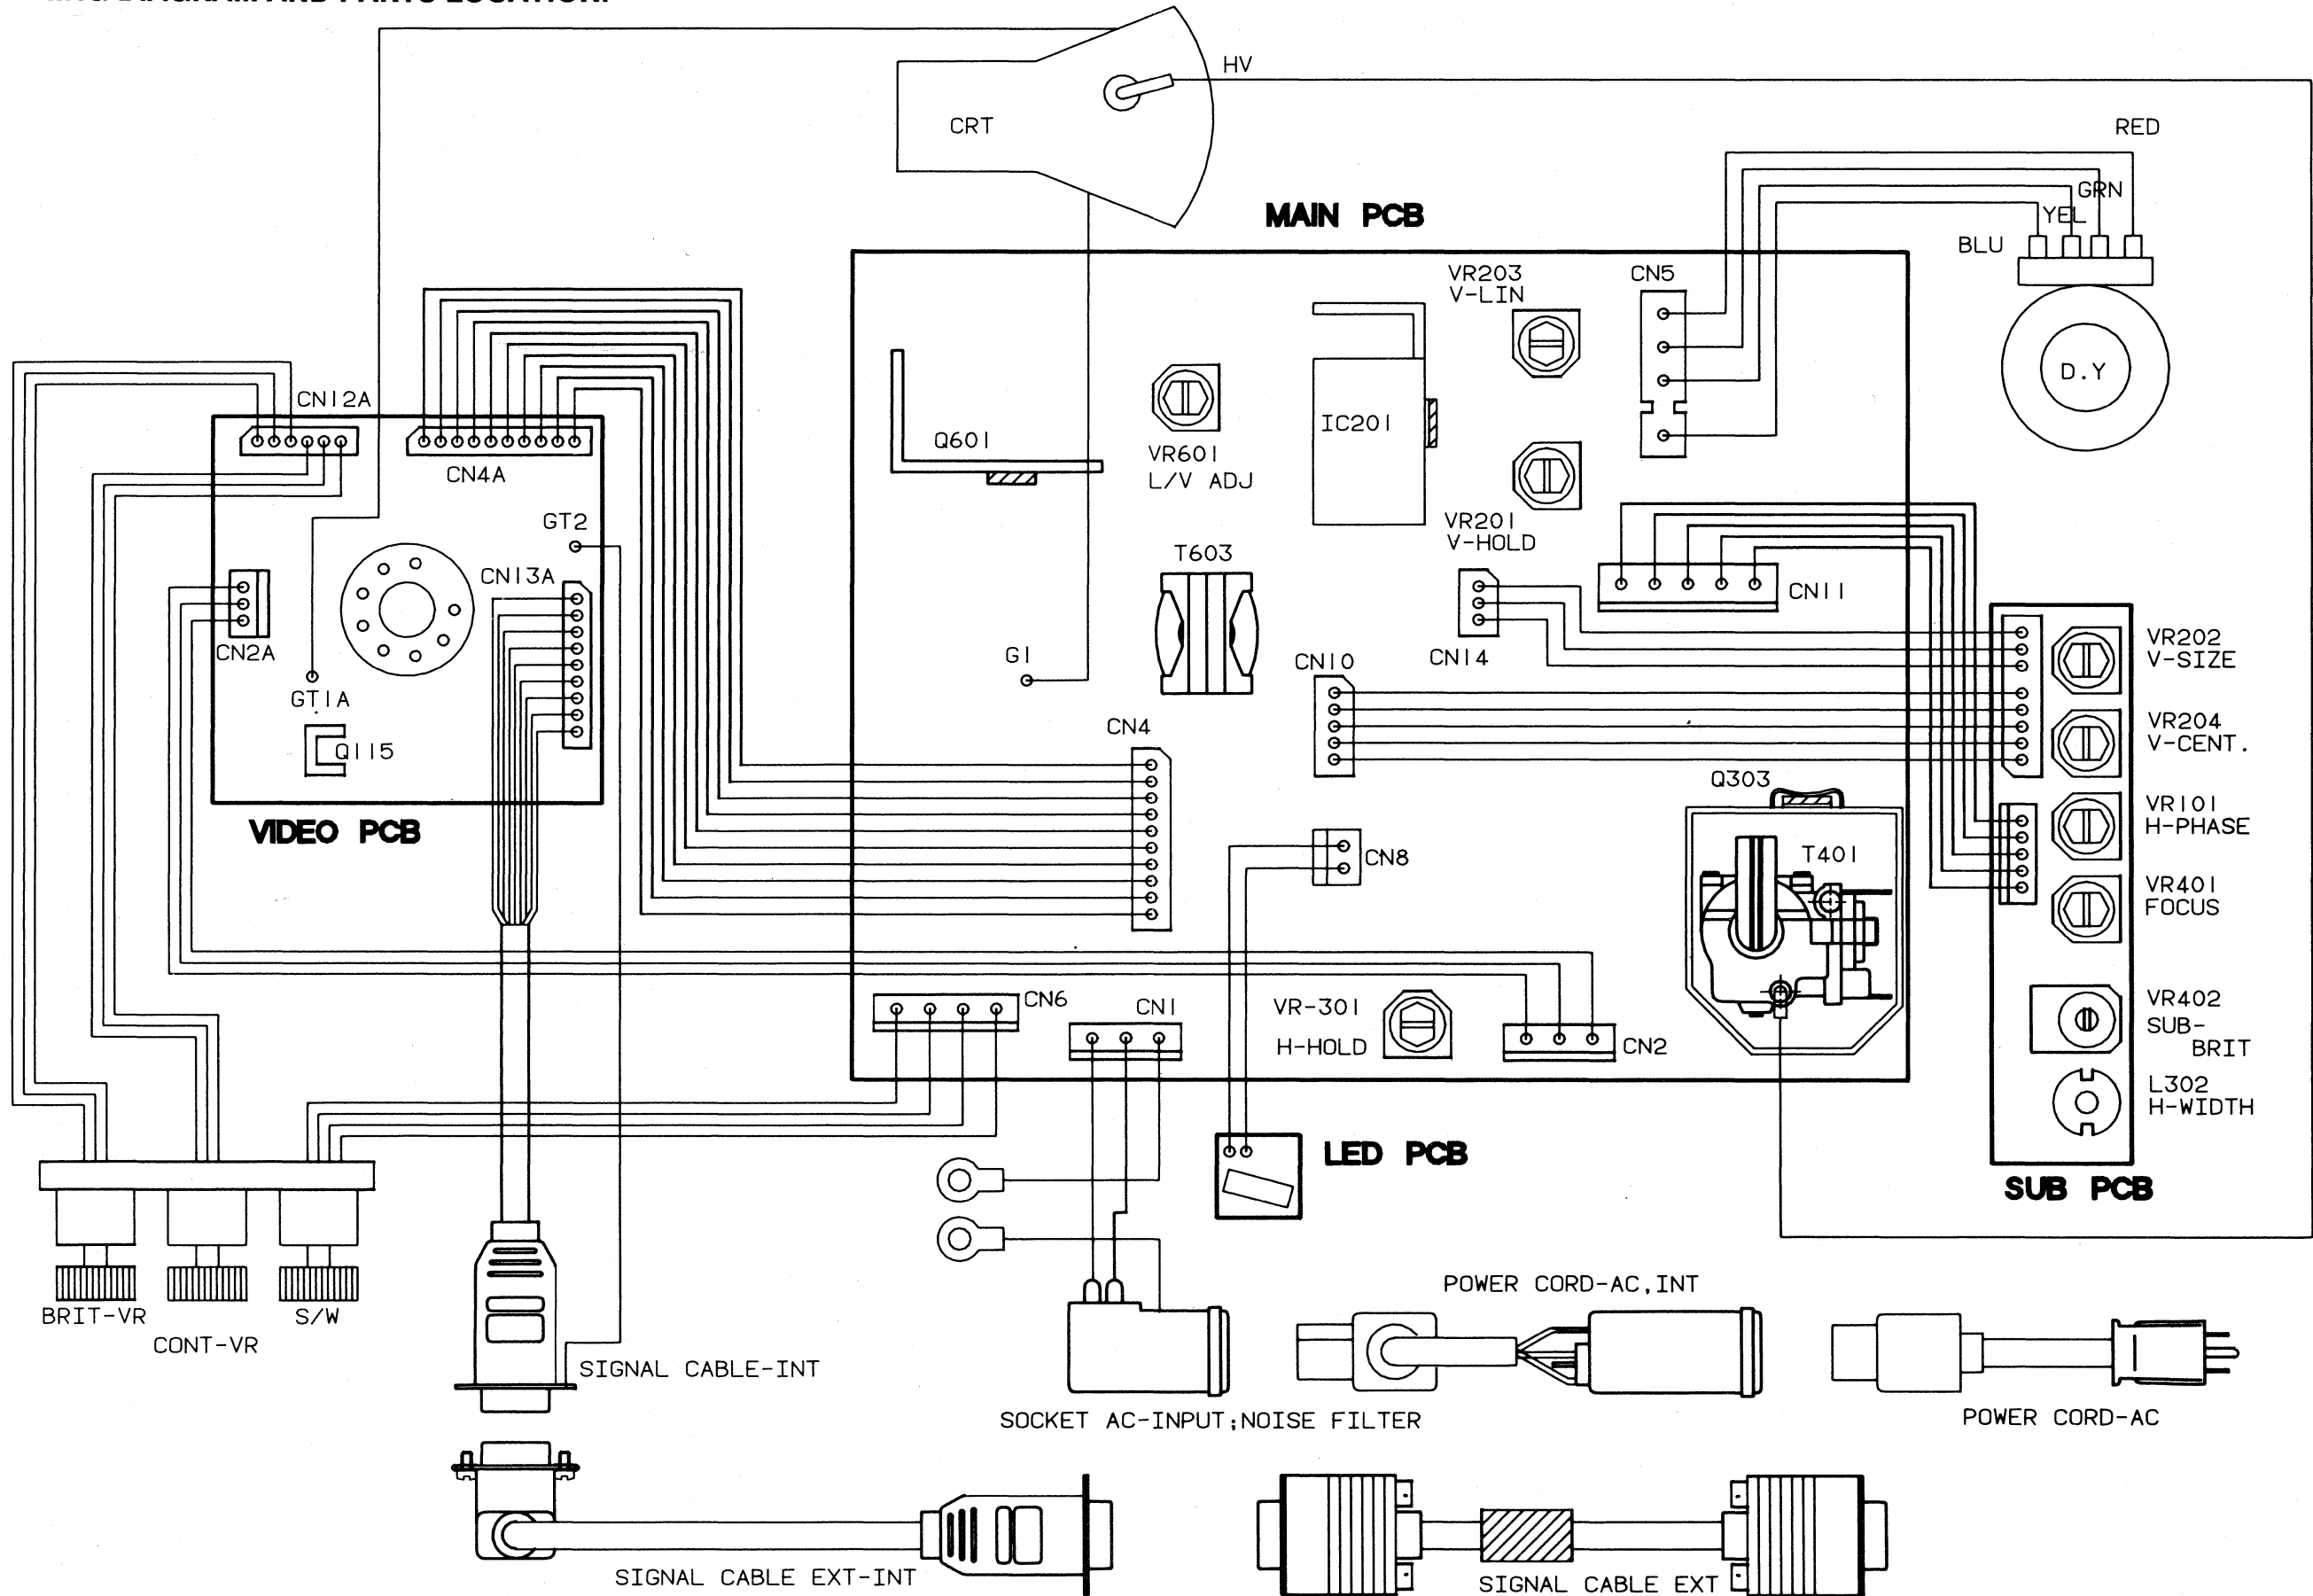 AND PARTS LOCATION.
HV
CRT
RED
GRN
YEL
BLU
MAIN PCB
VR203
V-LIN
CN5
D.Y
CN12A
CN4A
Q601
VR601
L/V ADJ
IC201
VR201
V-HOLD
GT2
CN13A
T603
CN11
CN2A
GT1A
Q115
VIDEO PCB
G1
CN14
CN10
CN4
VR202
V-SIZE
VR204
V-CENT.
Q303
VR101
H-PHASE
CN8
T401
VR401
FOCUS
CN6
CN1
VR-301
H-HOLD
CN2
VR402
SUB-
BRIT
L302
H-WIDTH
LED PCB
SUB PCB
BRIT-VR
CONT-VR
S/W
SIGNAL CABLE-INT
POWER CORD-AC,INT
SOCKET AC-INPUT;NOISE FILTER
POWER CORD-AC
SIGNAL CABLE EXT-INT
SIGNAL CABLE EXT